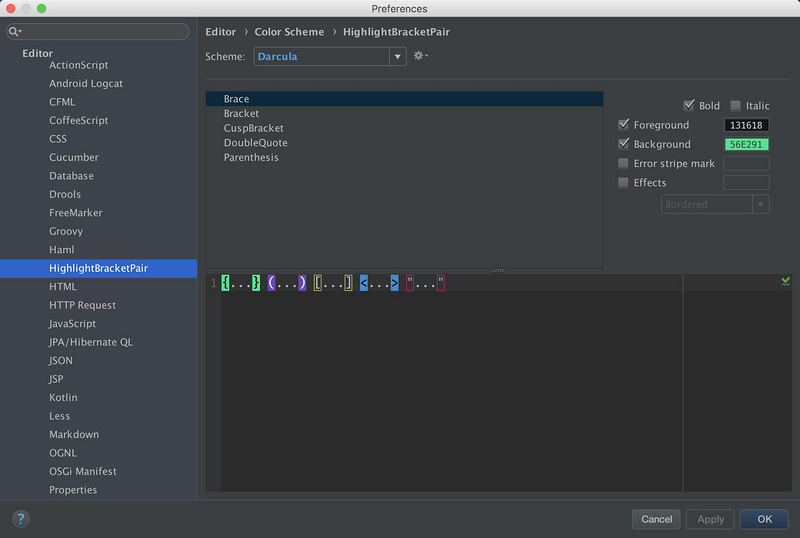 Preferences
Editor
ActionScript
Android Logcat
CFML
CoffeeScript
CSS
Cucumber
Database
Drools
FreeMarker
Groovy
Haml
HighlightBracketPair
HTML
HTTP Request
JavaScript
JPA/Hibernate QL
JSON
JSP
Kotlin
Less
Markdown
OGNL
OSGi Manifest
Properties
Editor › Color Scheme › HighlightBracketPair
Scheme: Darcula
Brace
Bracket
CuspBracket
DoubleQuote
Parenthesis
Bold Italic
Foreground 131618
Background 56E291
Error stripe mark
Effects
Bordered
1 {...} (...) [...] <...> "..."
?
Cancel Apply OK